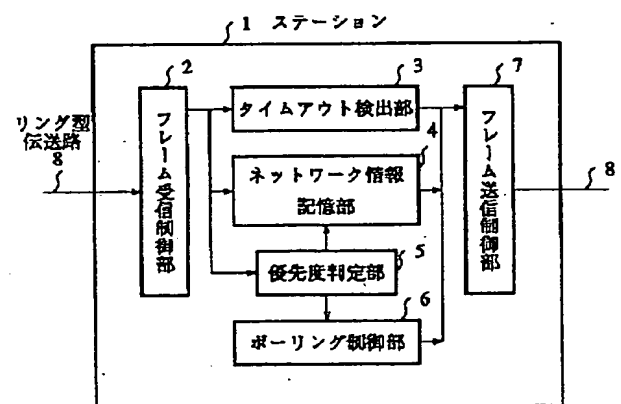 1 ステーション
2
3
7
フレーム受信制御部
タイムアウト検出部
フレーム送信制御部
リング型
伝送路
8
4
ネットワーク情報
記憶部
8
5
優先度判定部
6
ポーリング制御部